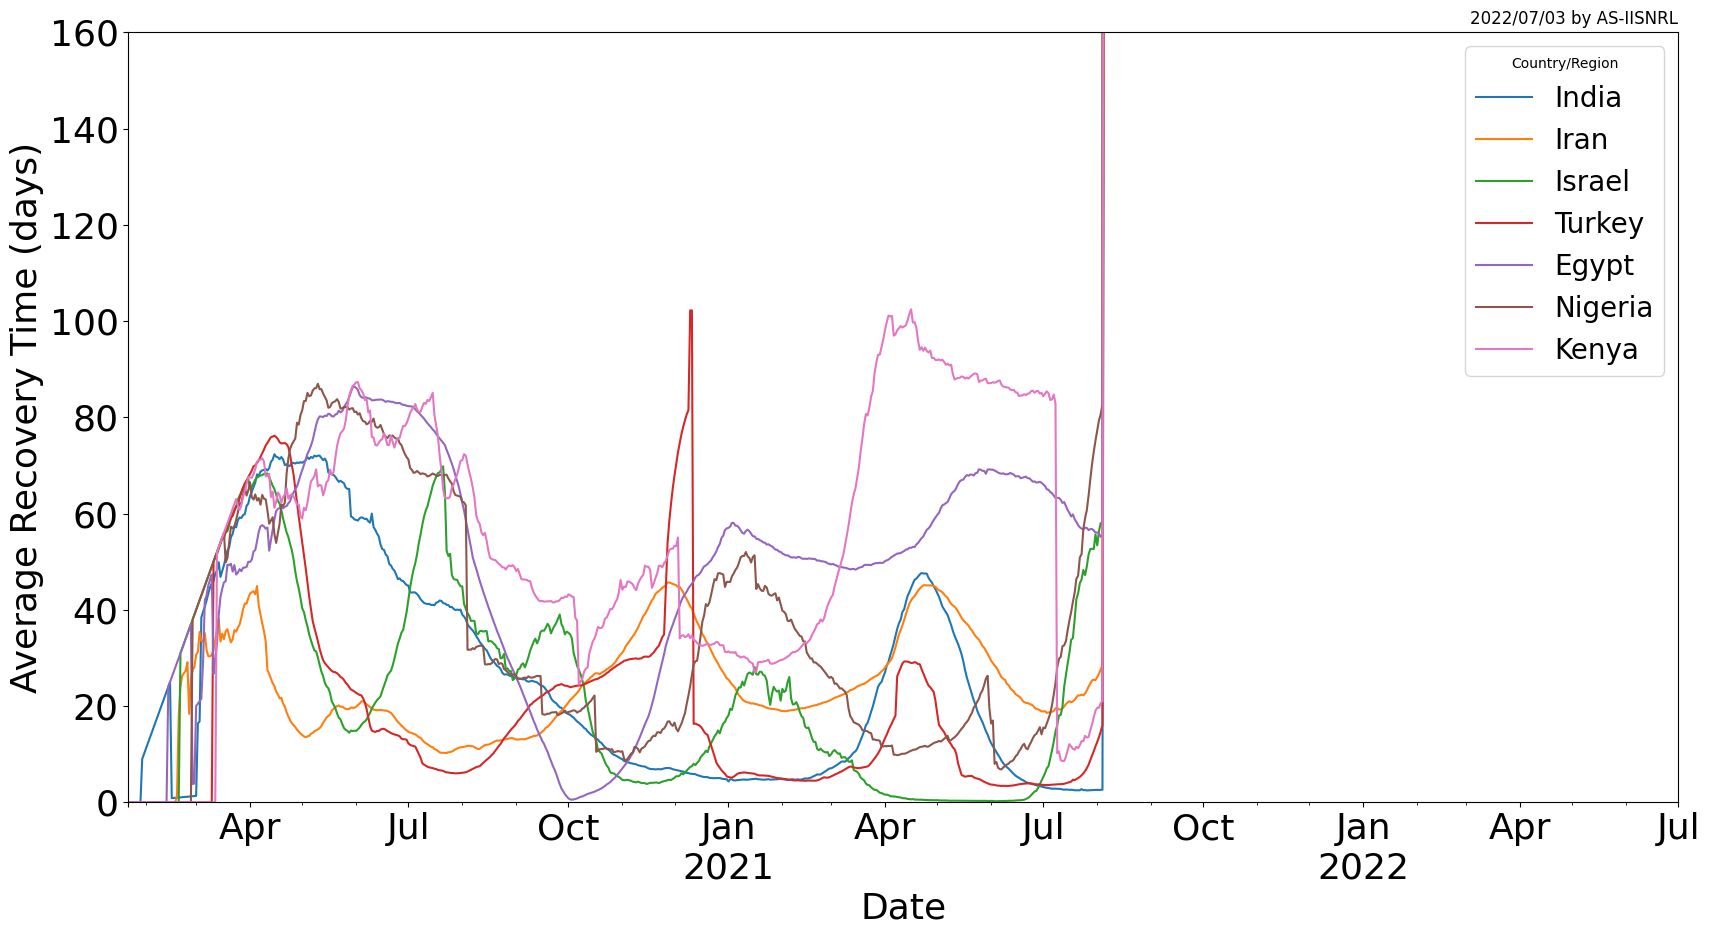 2022/07/03 by AS-IISNRL
160
140
120
100
80
60
40
20
0
Average Recovery Time (days)
Country/Region
India
Iran
Israel
Turkey
Egypt
Nigeria
Kenya
Apr Jul Oct Jan Apr Jul Oct Jan Apr Jul
2021 2022
Date